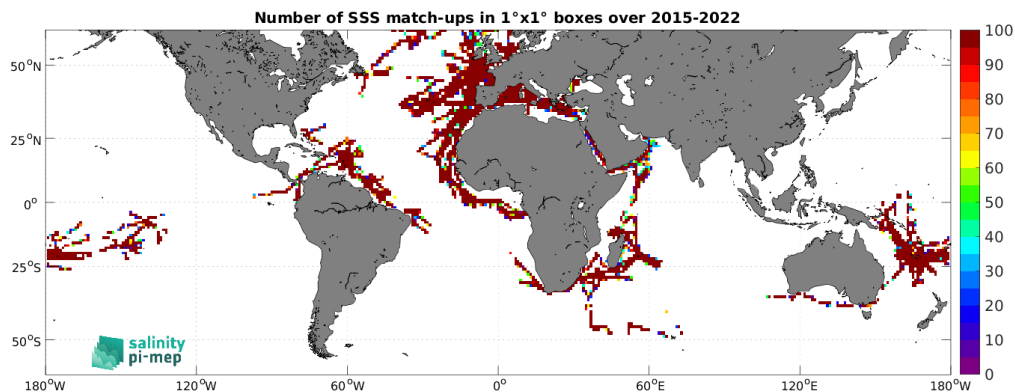 Number of SSS match-ups in 1°x1° boxes over 2015-2022
100
90
80
70
60
50
40
30
20
10
0
50°N
25°N
0°
25°S
50°S
salinity
pi-mep
180°W
120°W
60°W
0°
60°E
120°E
180°W